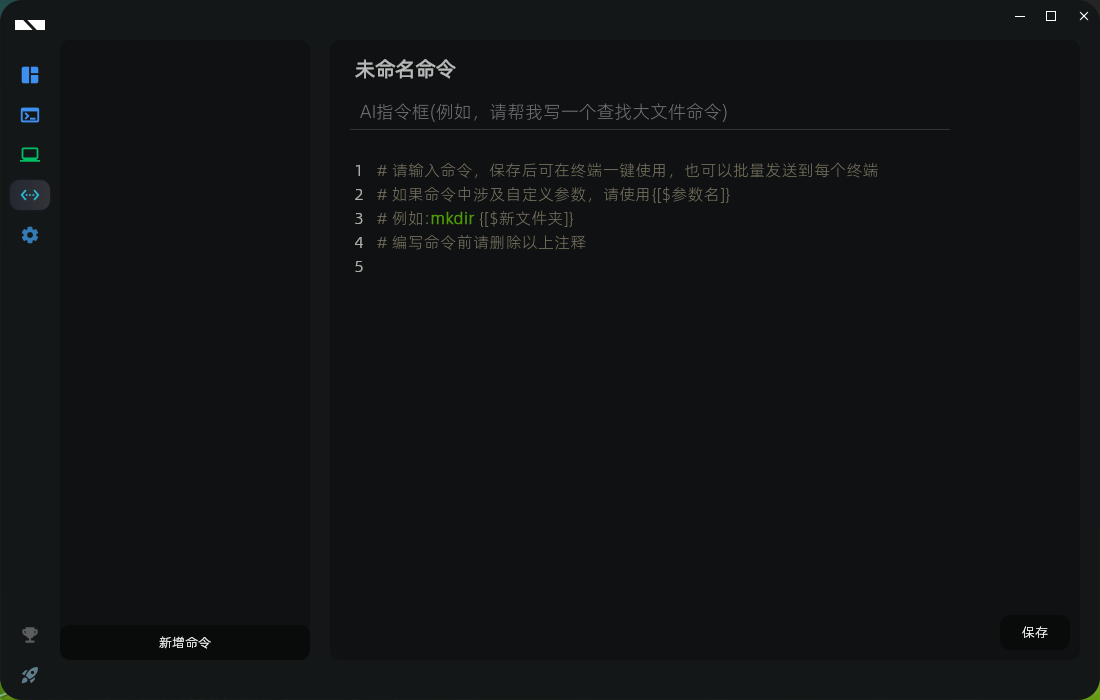 未命名命令
AI指令框(例如，请帮我写一个查找大文件命令)
1 # 请输入命令，保存后可在终端一键使用，也可以批量发送到每个终端
2 # 如果命令中涉及自定义参数，请使用{[$参数名]}
3 # 例如:mkdir {[$新文件夹]}
4 # 编写命令前请删除以上注释
5
新增命令
保存